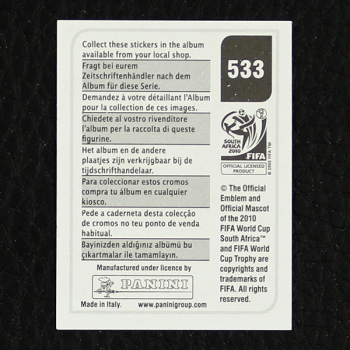 Collect these stickers in the album
available from your local shop.
Fragt bei eurem
Zeitschriftenhändler nach dem
Album für diese Serie.
Demandez à votre détaillant l'Album
pour la collection de ces images.
Chiedete al vostro rivenditore
l'album per la raccolta di queste
figurine.
Het album en de andere
plaatjes zijn verkrijgbaar bij de
tijdschrifthandelaar.
Para coleccionar estos cromos
compra tu álbum en cualquier
kiosco.
Pede a caderneta desta colecção
de cromos no teu ponto de venda
habitual.
Bayinizden aldığınız albümü bu
çıkartmalar ile tamamlayın.
Manufactured under licence by
PANINI
Made in Italy. www.paninigroup.com
533
SOUTH AFRICA
2010
FIFA
OFFICIAL LICENSED
PRODUCT
© The Official
Emblem and
Official Mascot
of the 2010
FIFA World Cup
South Africa™
and FIFA World
Cup Trophy are
copyrights and
trademarks of
FIFA. All rights
reserved.